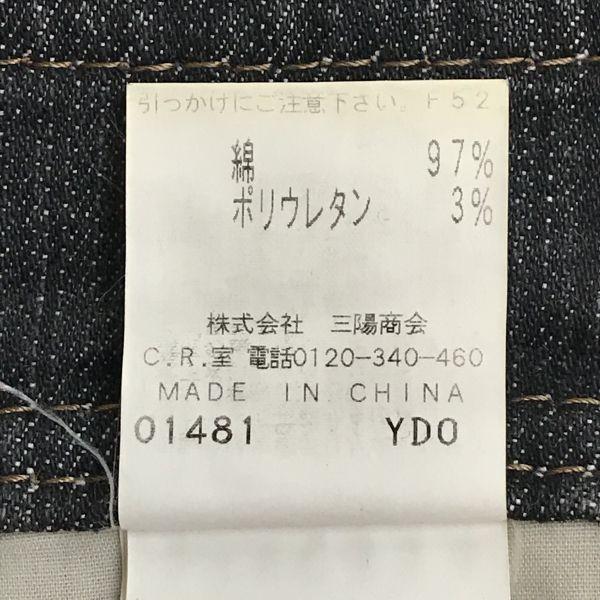 引っかけにご注意下さい。F52
綿 97%
ポリウレタン 3%
株式会社 三陽商会
C.R.室 電話0120-340-460
MADE IN CHINA
01481 YDO